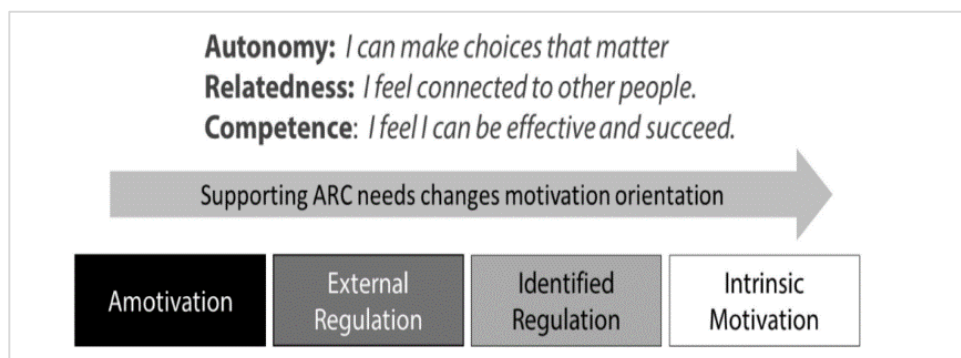 Autonomy: I can make choices that matter
Relatedness: I feel connected to other people.
Competence: I feel I can be effective and succeed.
Supporting ARC needs changes motivation orientation
Amotivation
External
Regulation
Identified
Regulation
Intrinsic
Motivation